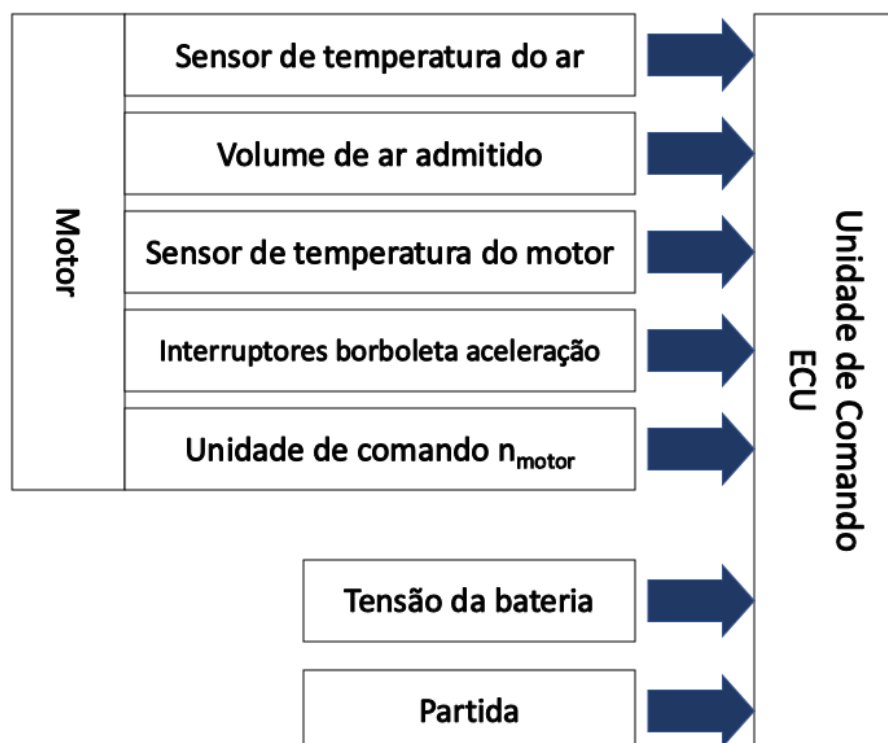 Motor
Sensor de temperatura do ar
Volume de ar admitido
Sensor de temperatura do motor
Interruptores borboleta aceleração
Unidade de comando n_motor
Tensão da bateria
Partida
Unidade de Comando
ECU